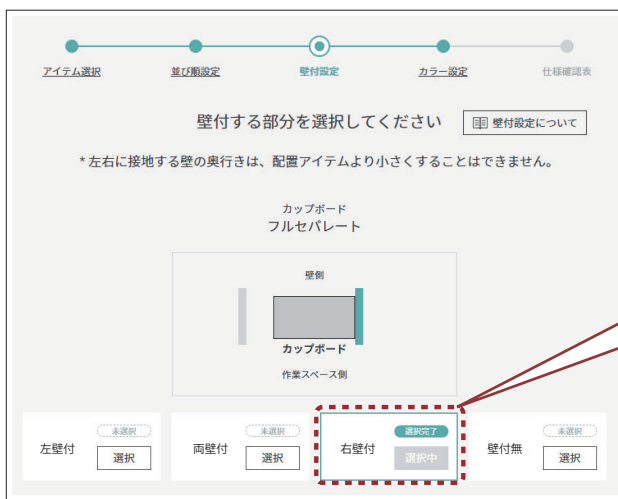 アイテム選択 並び順設定 壁付設定 カラー設定 仕様確認表
壁付する部分を選択してください 壁付設定について
*左右に接地する壁の奥行きは、配置アイテムより小さくすることはできません。
カップボード
フルセパレート
壁側
カップボード
作業スペース側
左壁付 未選択 選択
両壁付 未選択 選択
右壁付 選択完了 選択中
壁付無 未選択 選択